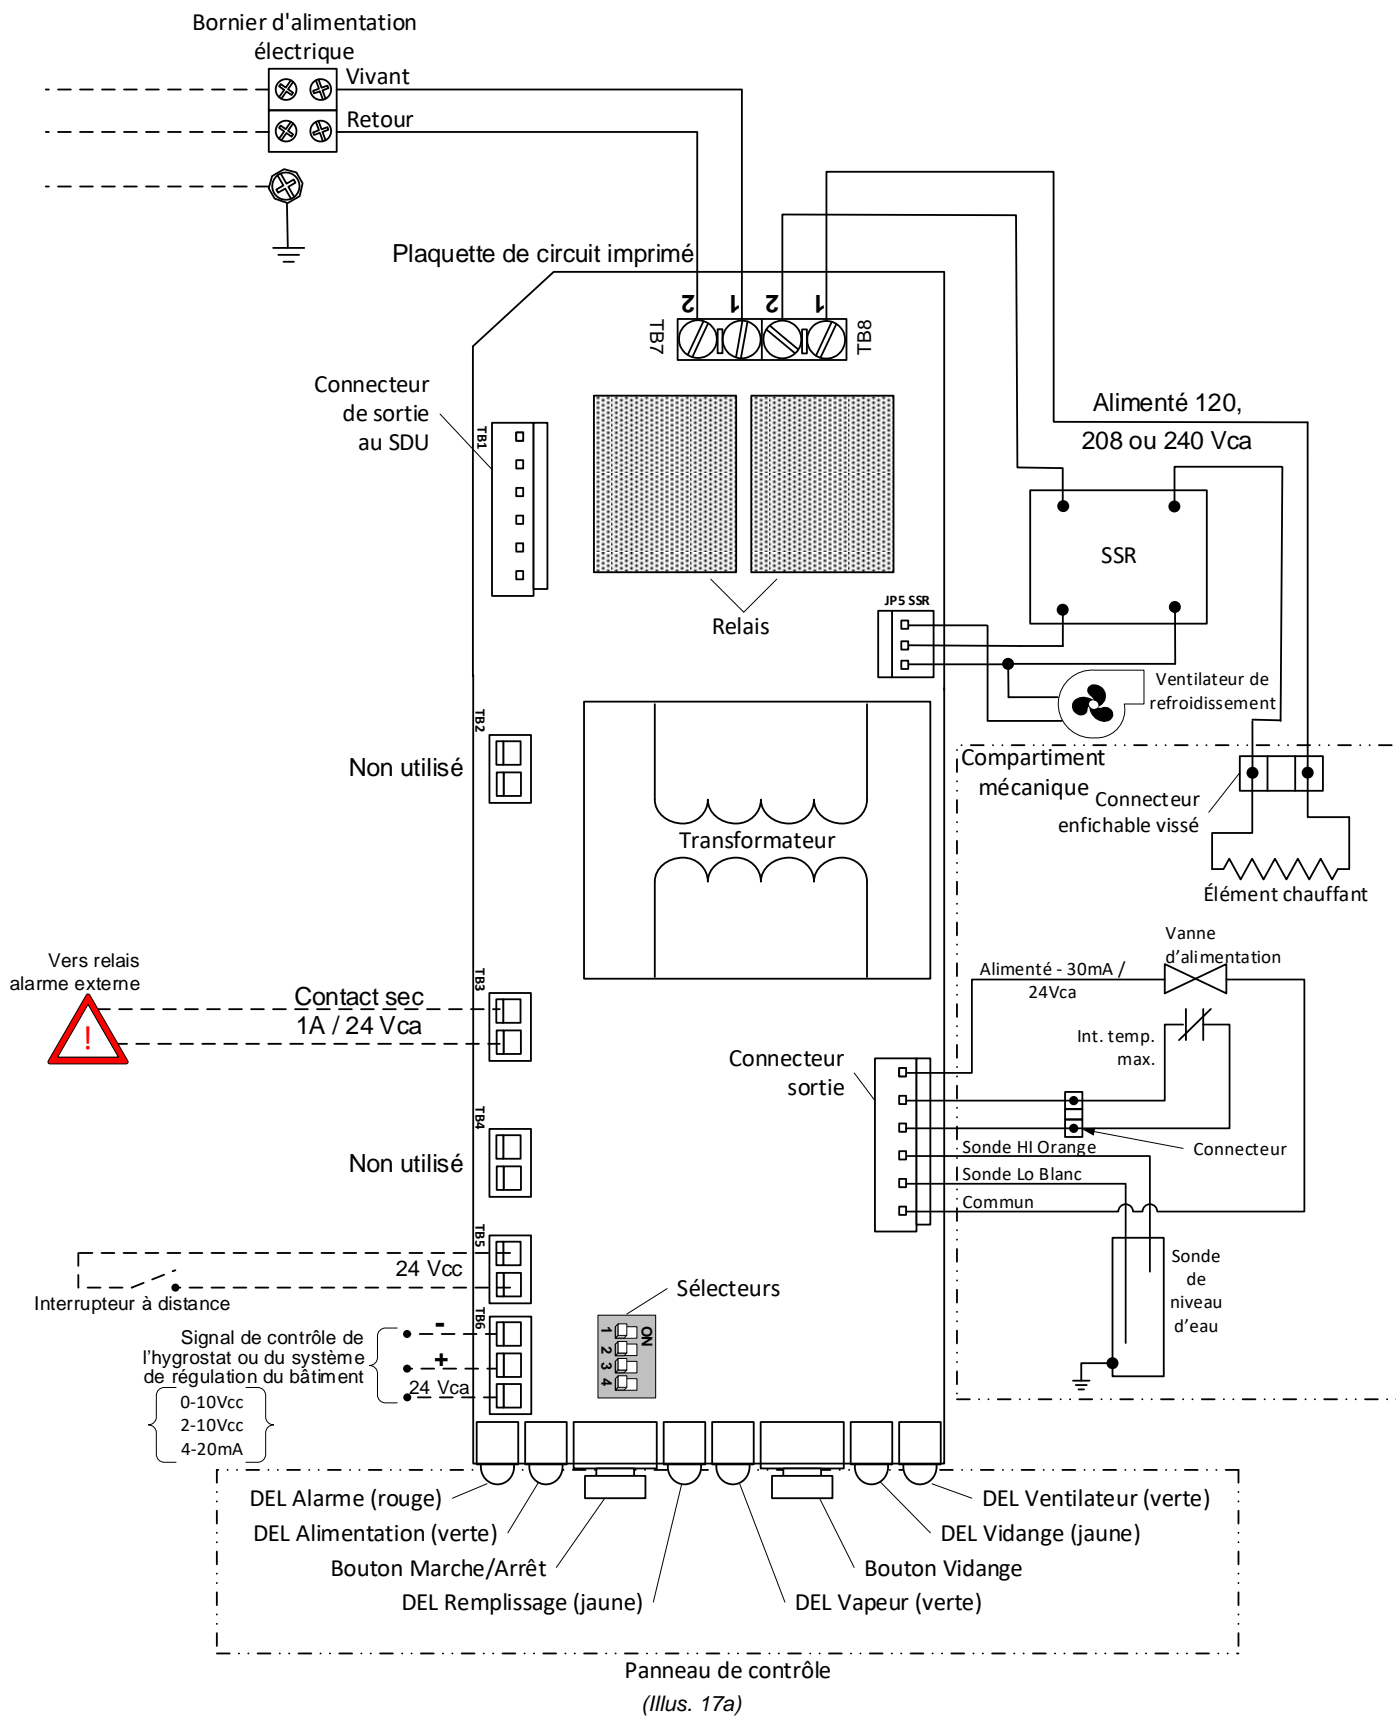 Bornier d'alimentation
électrique
Vivant
Retour
Plaquette de circuit imprimé
2
1
2
1
TB7
TB8
Connecteur
de sortie
au SDU
TB1
Alimenté 120,
208 ou 240 Vca
SSR
Relais
JP5 SSR
Ventilateur de
refroidissement
TB2
Non utilisé
Compartiment
mécanique
Connecteur
enfichable vissé
Transformateur
Élément chauffant
Vers relais
alarme externe
!
Contact sec
1A / 24 Vca
TB3
Vanne
d'alimentation
Alimenté - 30mA /
24Vca
Int. temp.
max.
Connecteur
sortie
TB4
Non utilisé
Connecteur
Sonde HI Orange
Sonde Lo Blanc
Commun
TB5
24 Vcc
Interrupteur à distance
Sonde
de
niveau
d'eau
Sélecteurs
ON
1
2
3
4
TB6
-
+
24 Vca
Signal de contrôle de
l'hygrostat ou du système
de régulation du bâtiment
0-10Vcc
2-10Vcc
4-20mA
DEL Alarme (rouge)
DEL Ventilateur (verte)
DEL Alimentation (verte)
DEL Vidange (jaune)
Bouton Marche/Arrêt
Bouton Vidange
DEL Remplissage (jaune)
DEL Vapeur (verte)
Panneau de contrôle
(Illus. 17a)